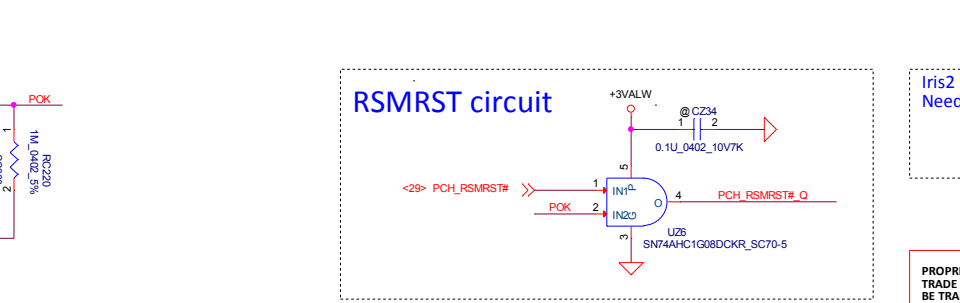 POK
1
1M_0402_5%
RC220
2
RSMRST circuit
+3VALW
@ CZ34
1 2
0.1U_0402_10V7K
5
<29> PCH_RSMRST#
1
IN1
P
POK
2
IN2
G
O
4
PCH_RSMRST#_Q
3
UZ6
SN74AHC1G08DCKR_SC70-5
Iris2
Need
PROPRI
TRADE
BE TRA